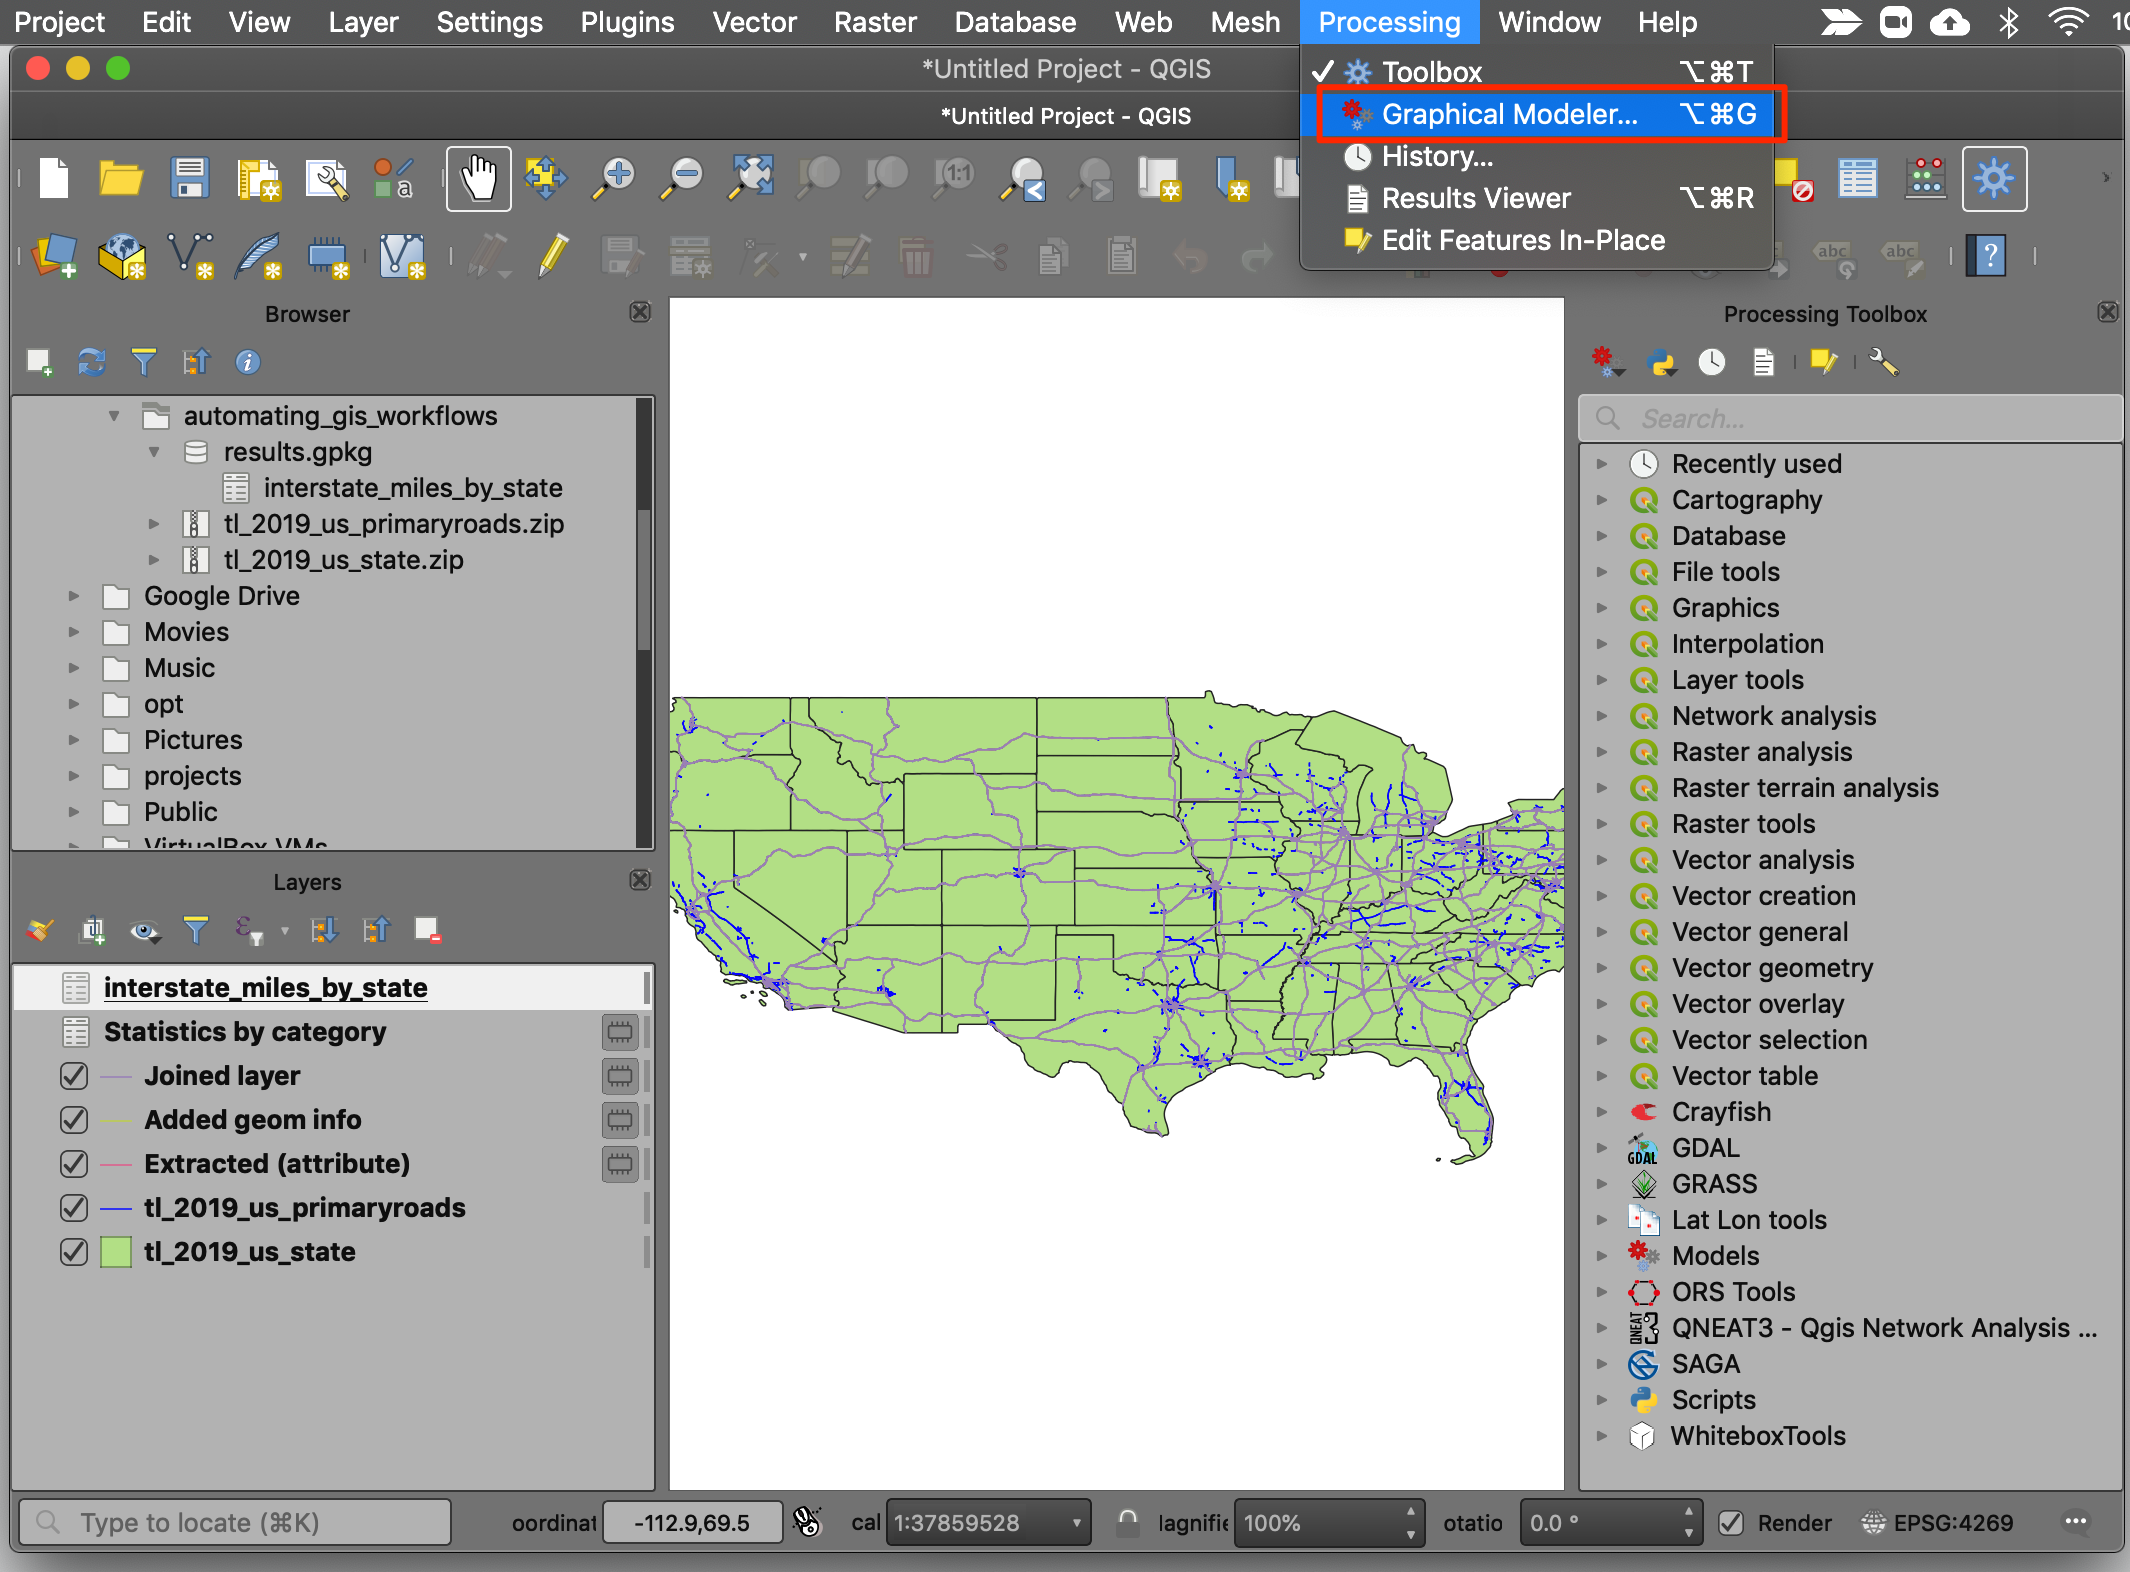 Project Edit View Layer Settings Plugins Vector Raster Database Web Mesh Processing Window Help
*Untitled Project - QGIS
*Untitled Project - QGIS
Toolbox ⌥⌘T
Graphical Modeler... ⌥⌘G
History...
Results Viewer ⌥⌘R
Edit Features In-Place
a
1:1
abc
abc
?
Browser
automating_gis_workflows
results.gpkg
interstate_miles_by_state
tl_2019_us_primaryroads.zip
tl_2019_us_state.zip
Google Drive
Movies
Music
opt
Pictures
projects
Public
VirtualBox VMs
Layers
interstate_miles_by_state
Statistics by category
Joined layer
Added geom info
Extracted (attribute)
tl_2019_us_primaryroads
tl_2019_us_state
Processing Toolbox
Search...
Recently used
Cartography
Database
File tools
Graphics
Interpolation
Layer tools
Network analysis
Raster analysis
Raster terrain analysis
Raster tools
Vector analysis
Vector creation
Vector general
Vector geometry
Vector overlay
Vector selection
Vector table
Crayfish
GDAL GDAL
GRASS
Lat Lon tools
Models
ORS Tools
QNEAT3 QNEAT3 - Qgis Network Analysis ...
SAGA
Scripts
WhiteboxTools
Type to locate (⌘K) oordinat -112.9,69.5 cal 1:37859528 lagnifie 100% otatio 0.0 ° Render EPSG:4269